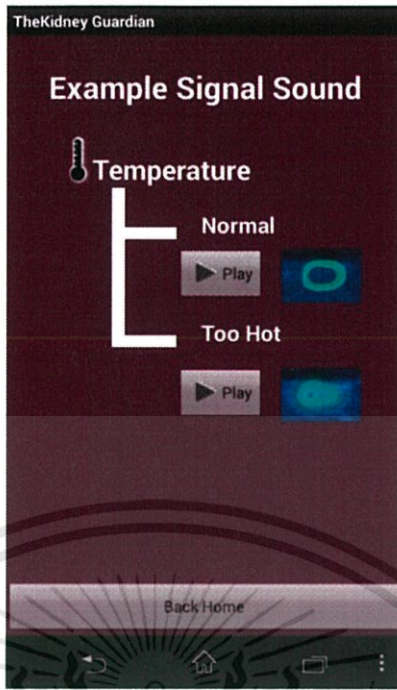 TheKidney Guardian
Example Signal Sound
Temperature
Normal
Play
Too Hot
Play
Back Home